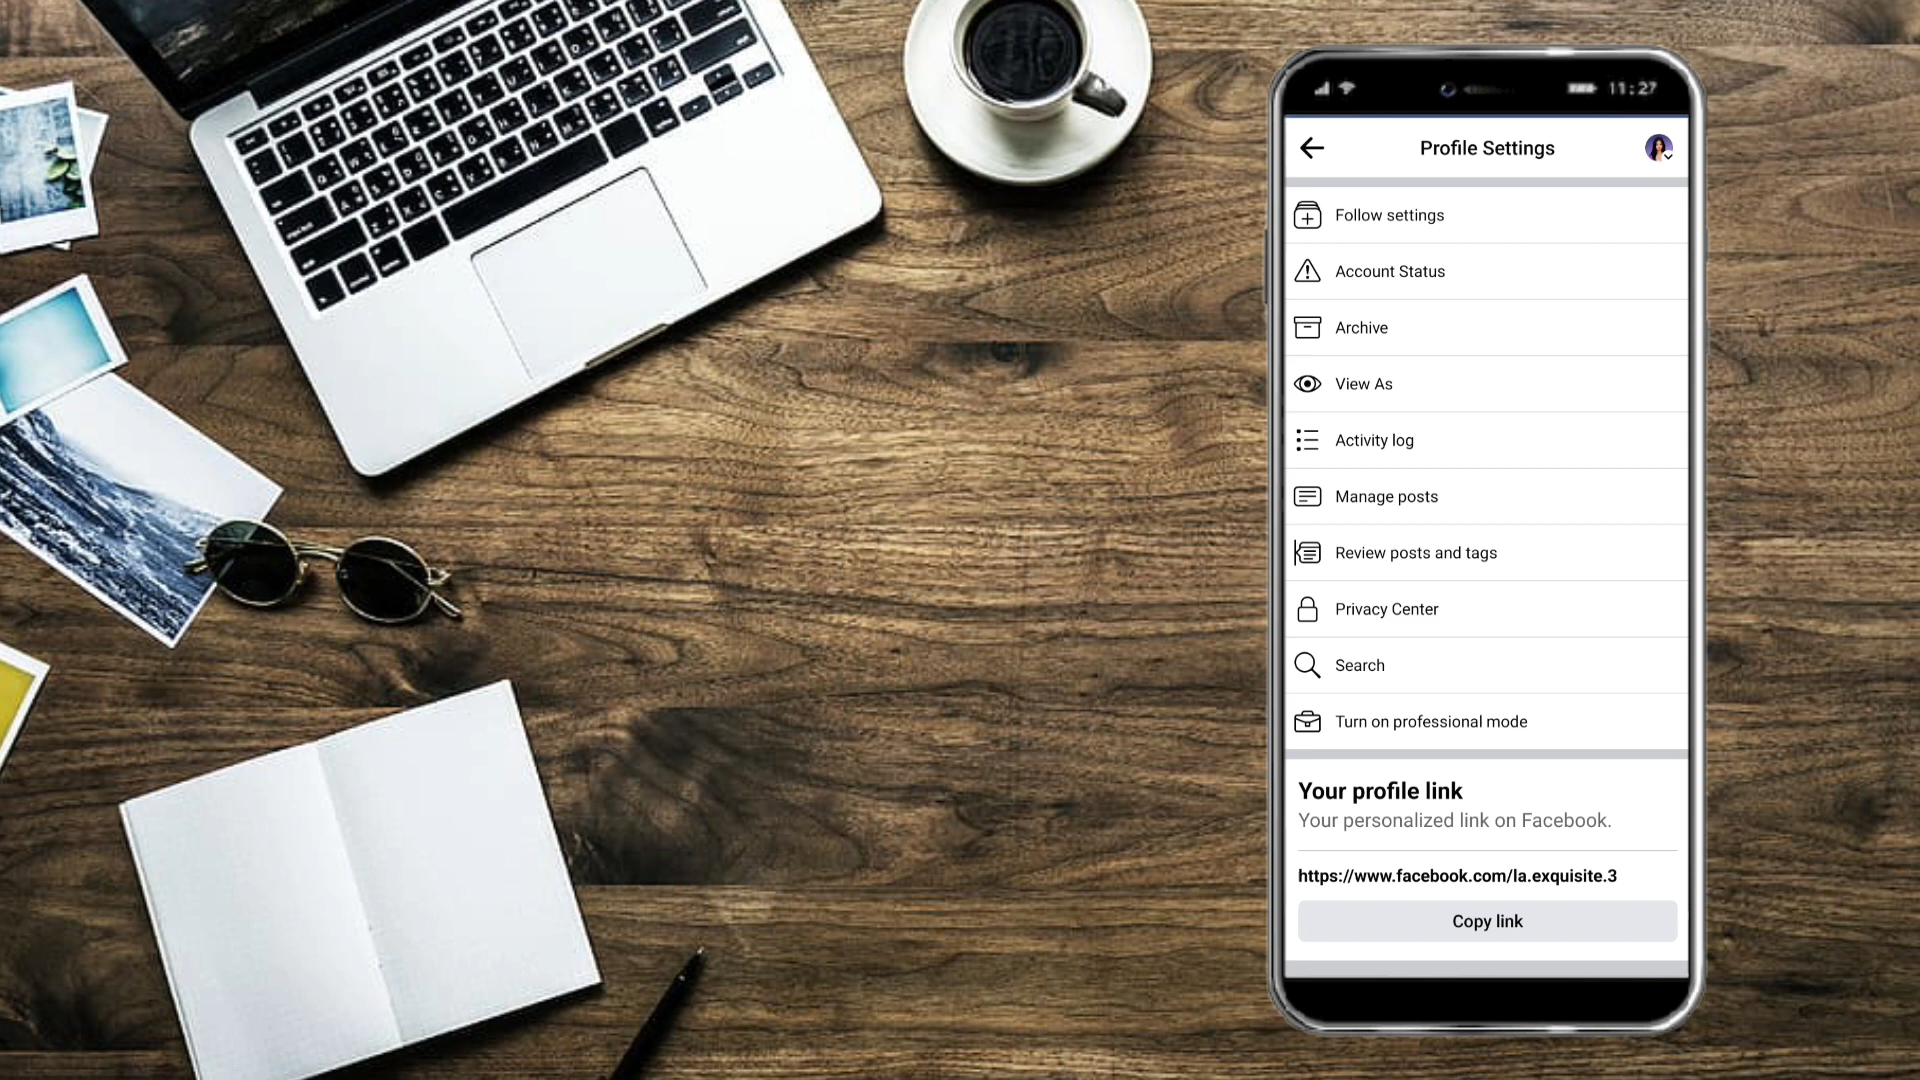 11:27
Profile Settings
Follow settings
Account Status
Archive
View As
Activity log
Manage posts
Review posts and tags
Privacy Center
Search
Turn on professional mode
Your profile link
Your personalized link on Facebook.
https://www.facebook.com/la.exquisite.3
Copy link